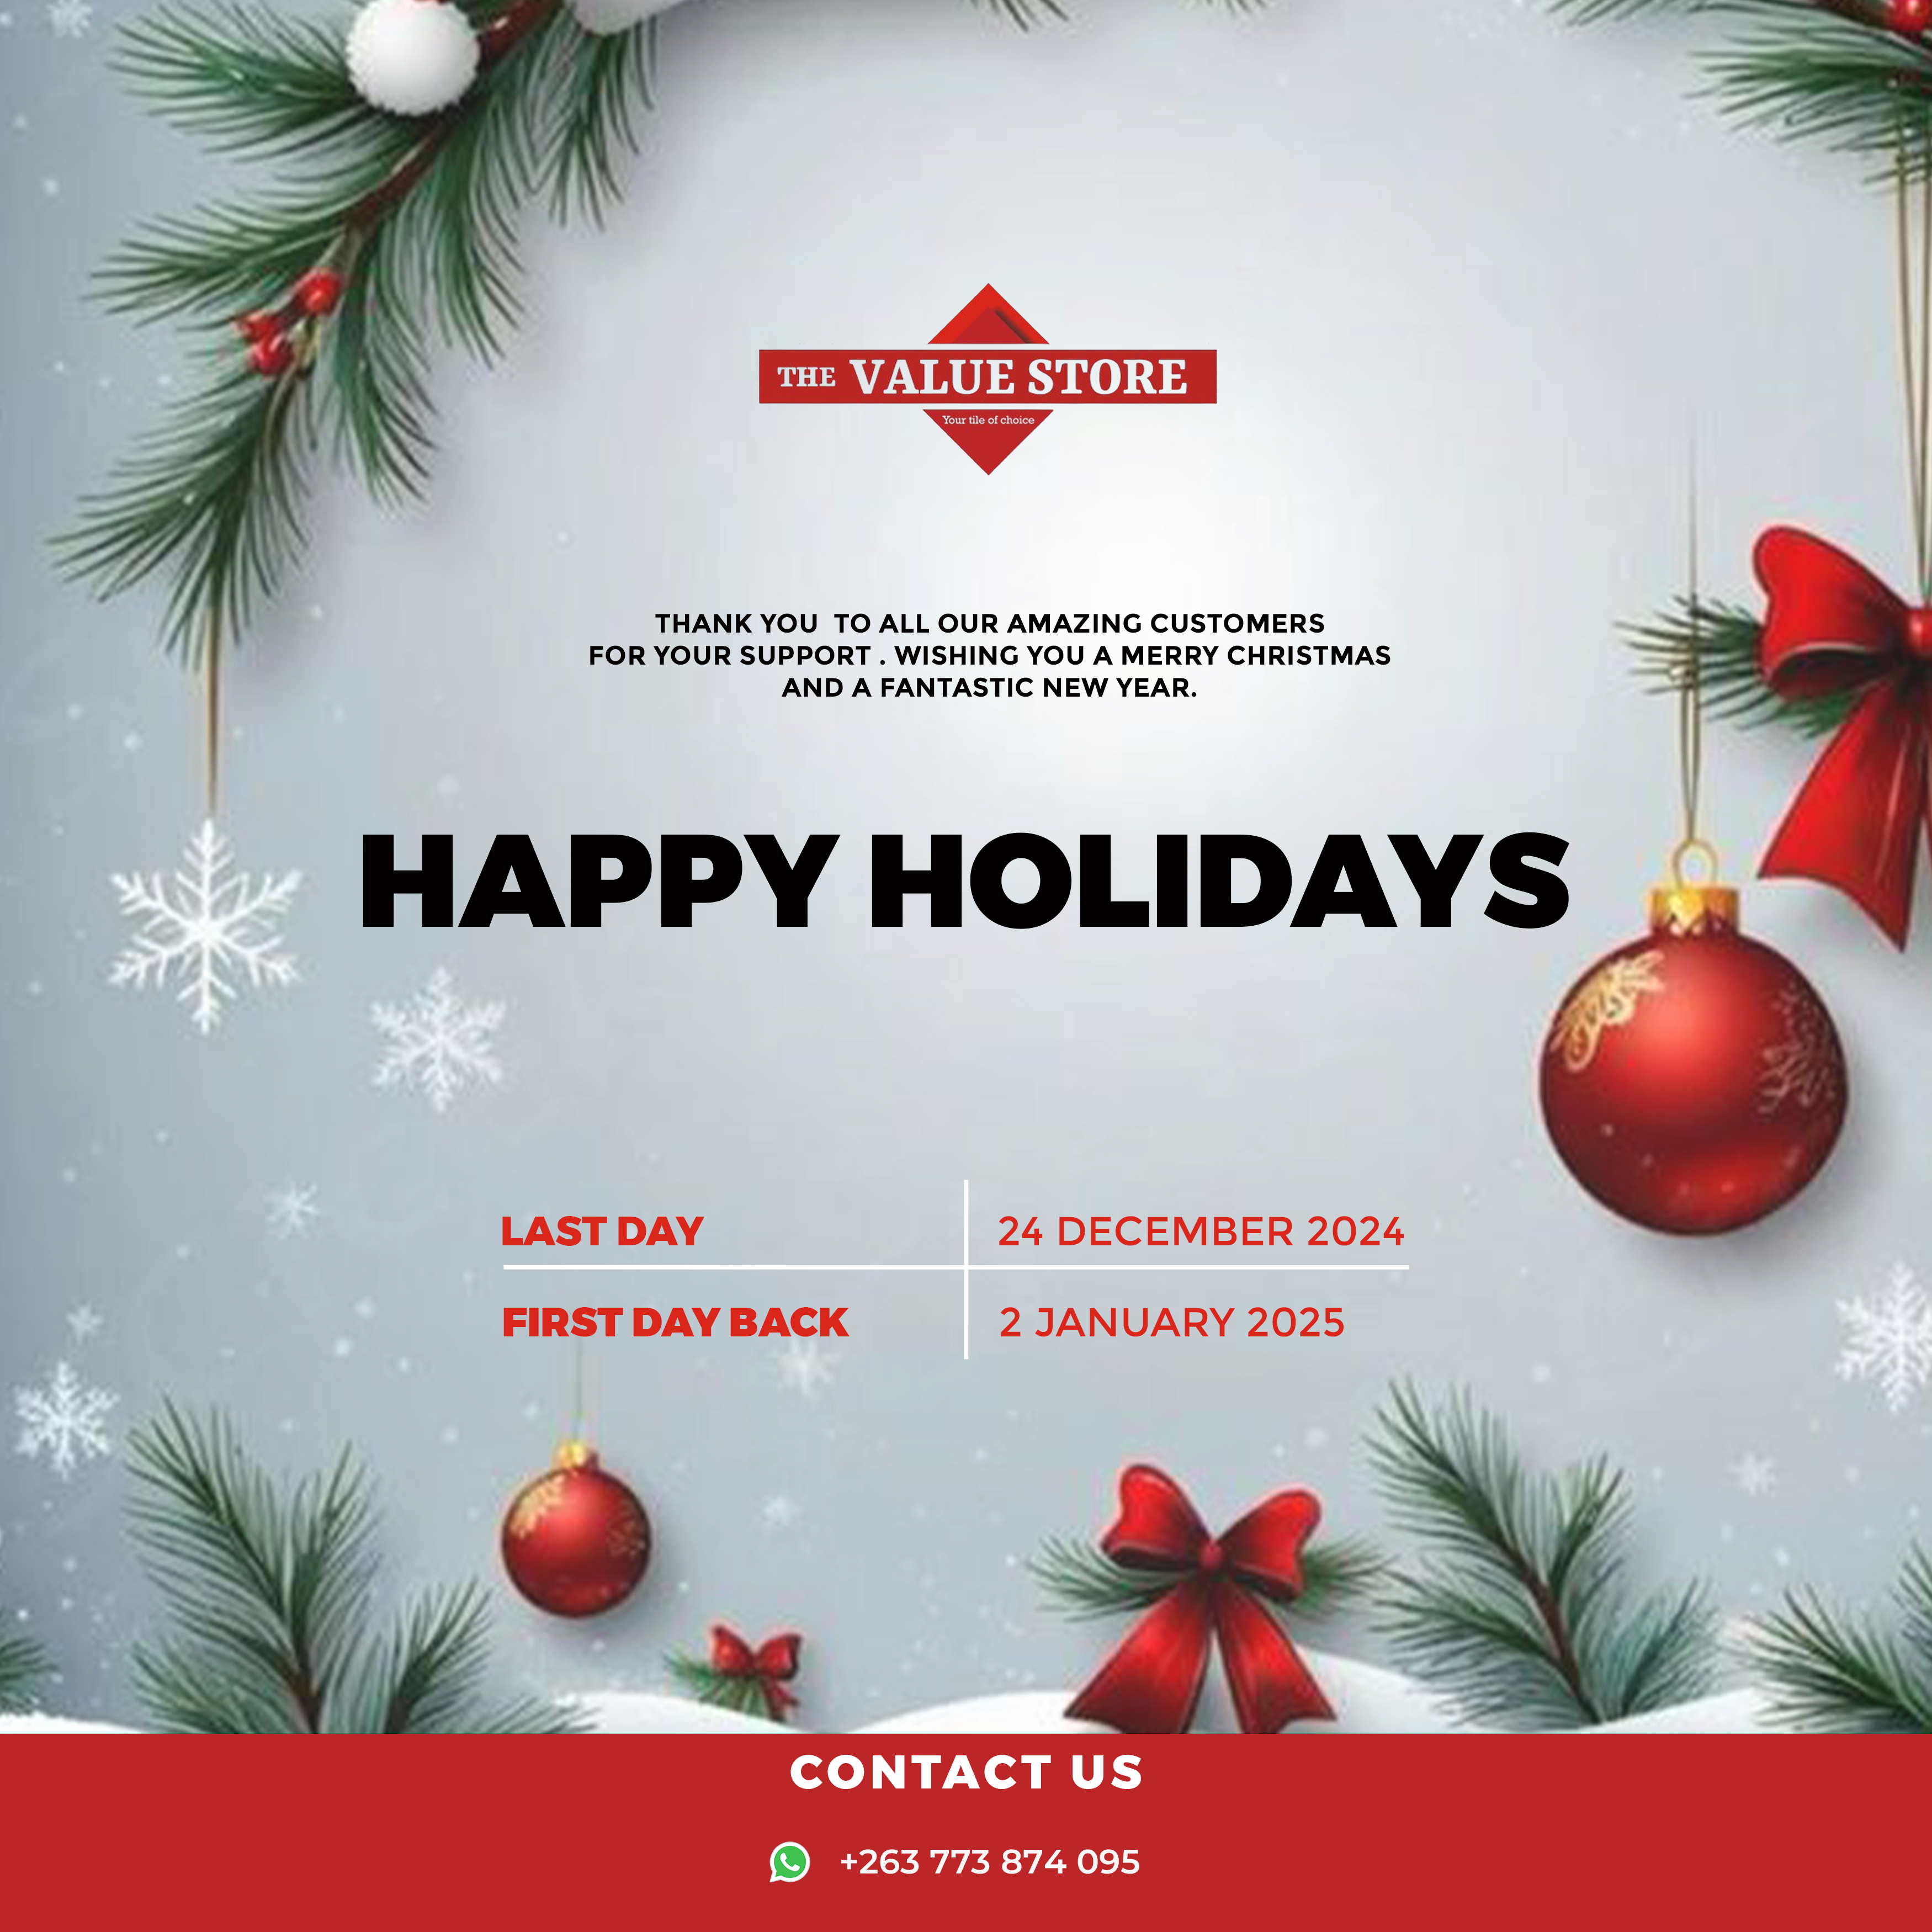 THE VALUE STORE
Your tile of choice
THANK YOU TO ALL OUR AMAZING CUSTOMERS
FOR YOUR SUPPORT . WISHING YOU A MERRY CHRISTMAS
AND A FANTASTIC NEW YEAR.
HAPPY HOLIDAYS
LAST DAY 24 DECEMBER 2024
FIRST DAY BACK 2 JANUARY 2025
CONTACT US
+263 773 874 095